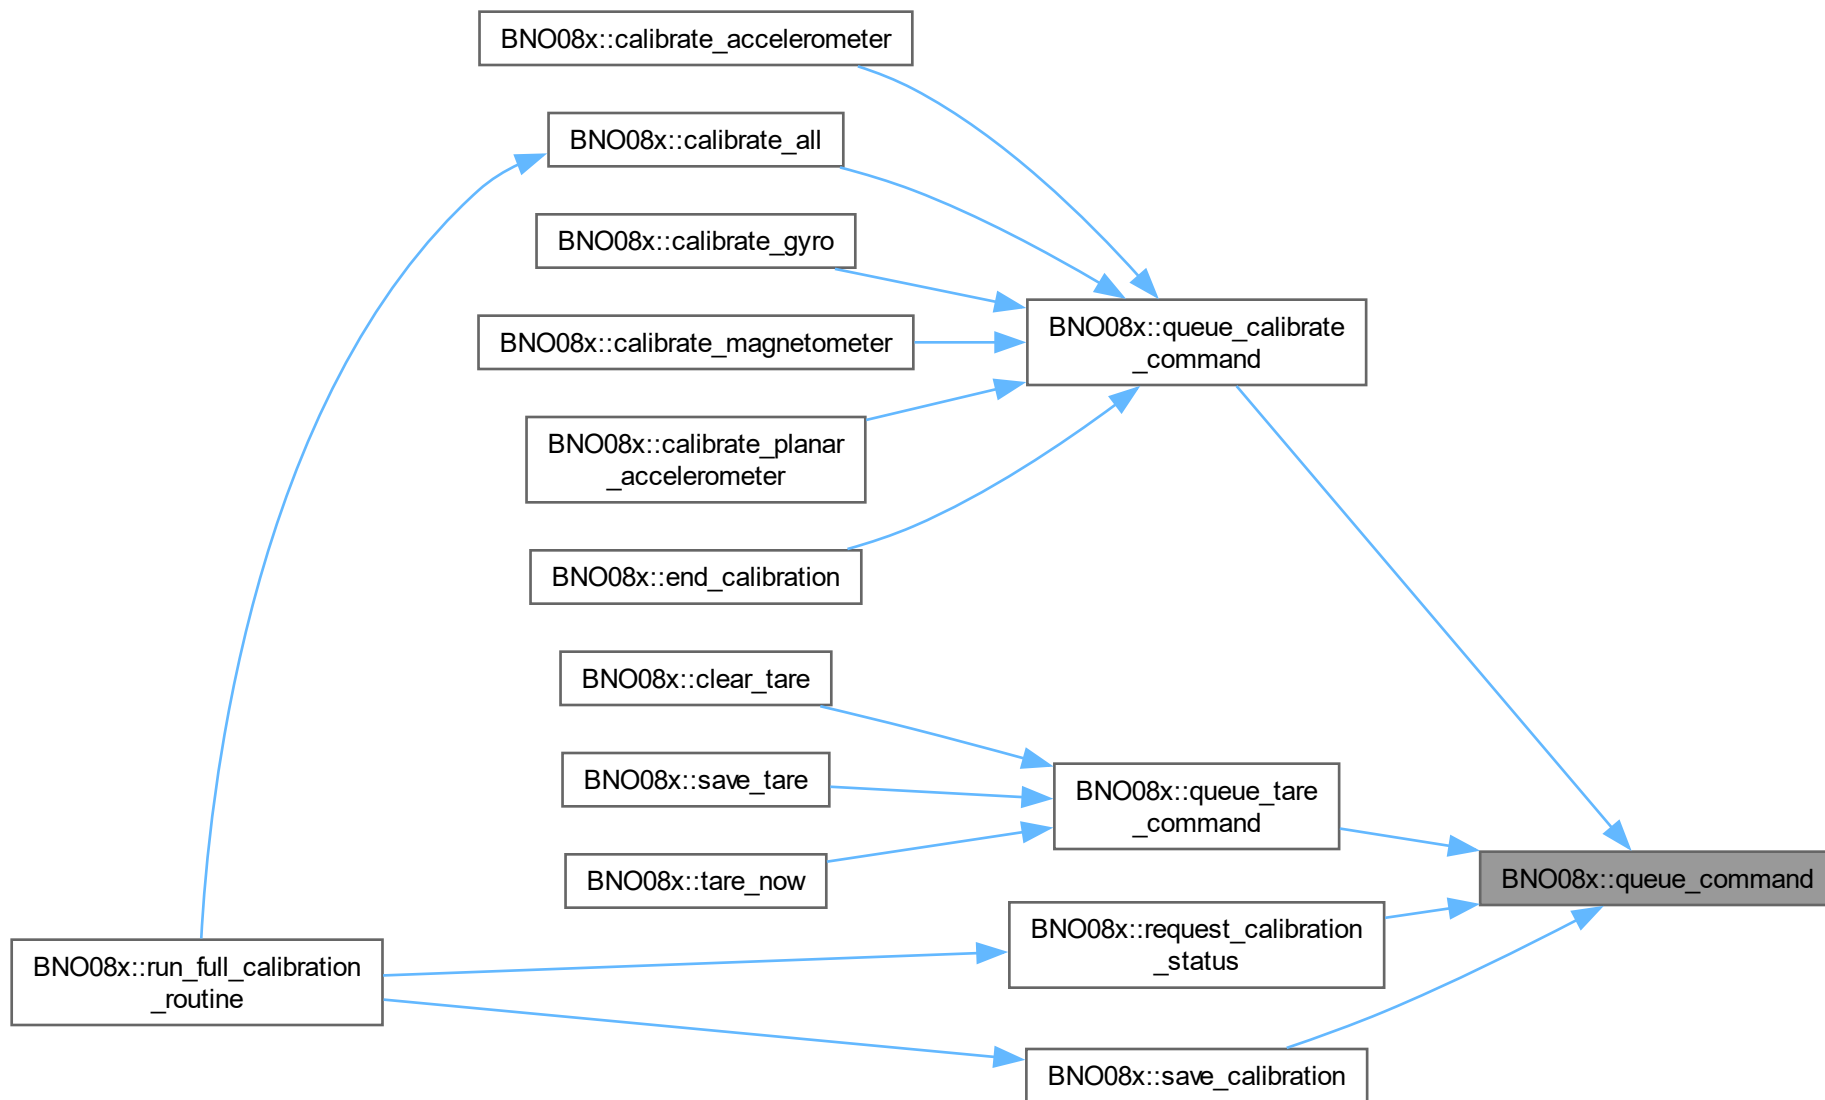 BNO08x::calibrate_accelerometer
BNO08x::calibrate_all
BNO08x::calibrate_gyro
BNO08x::queue_calibrate
_command
BNO08x::calibrate_magnetometer
BNO08x::calibrate_planar
_accelerometer
BNO08x::end_calibration
BNO08x::clear_tare
BNO08x::save_tare
BNO08x::queue_tare
_command
BNO08x::tare_now
BNO08x::queue_command
BNO08x::request_calibration
_status
BNO08x::run_full_calibration
_routine
BNO08x::save_calibration